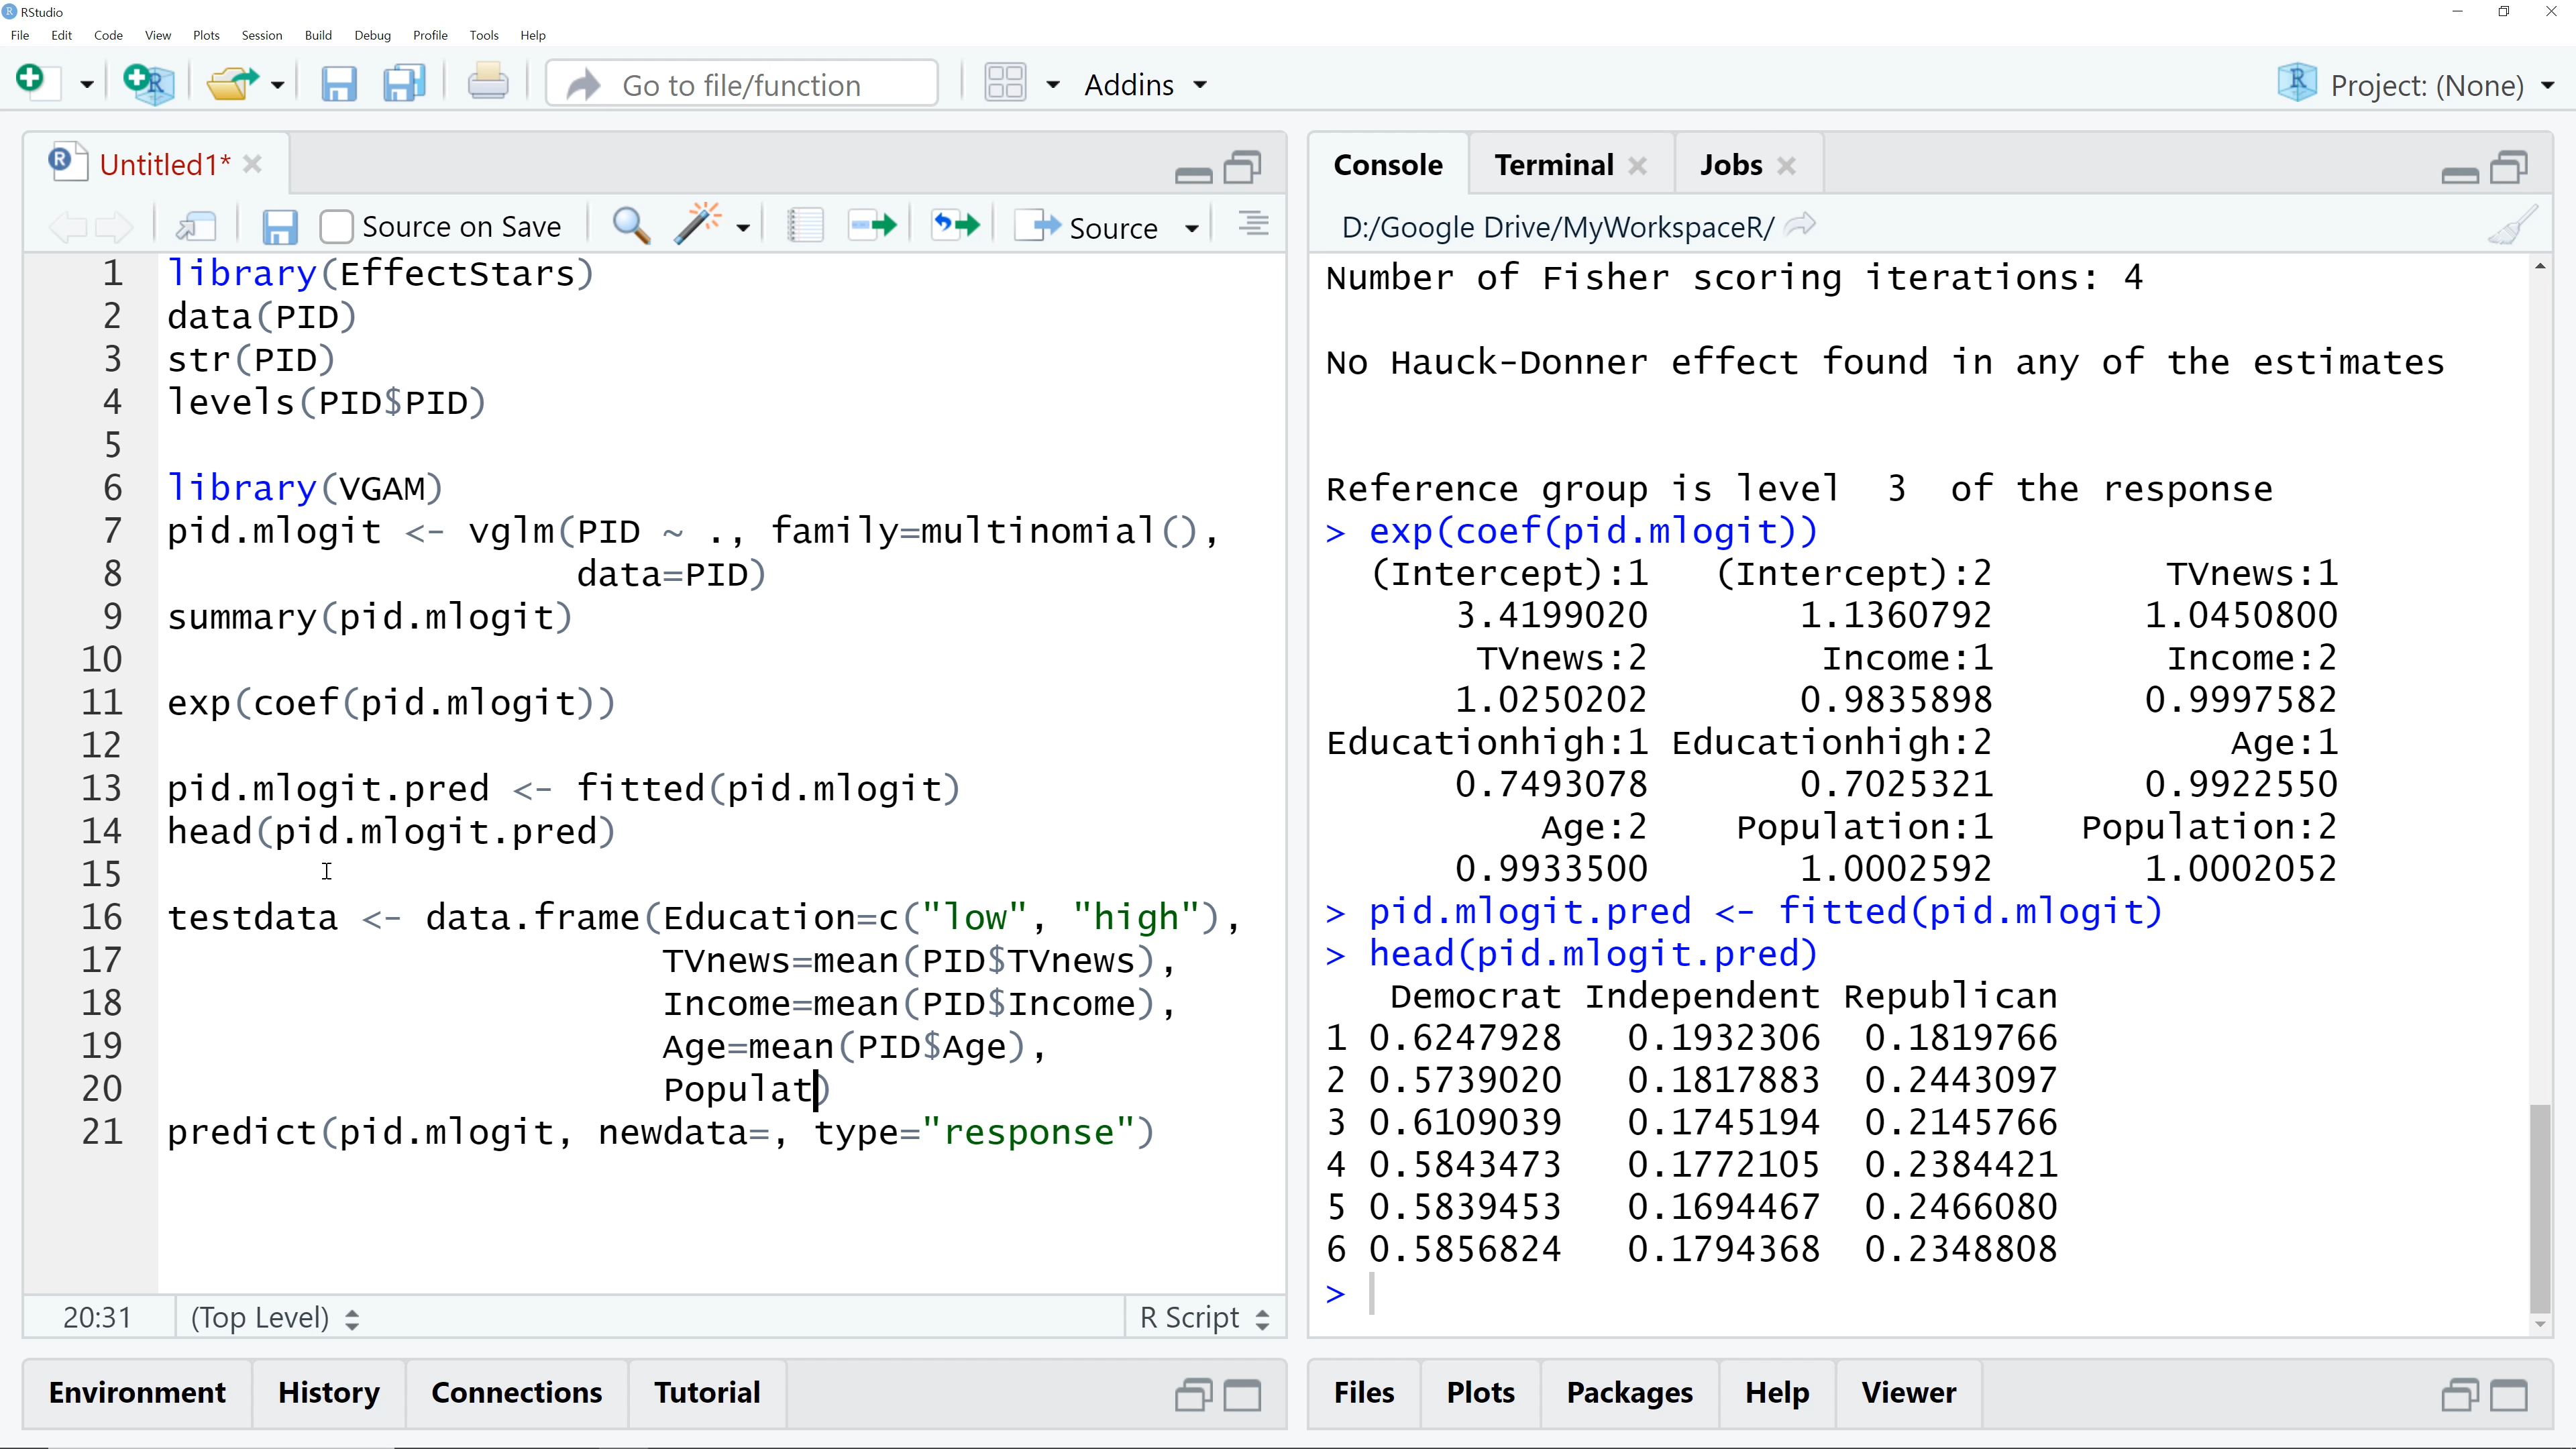 RStudio
File Edit Code View Plots Session Build Debug Profile Tools Help
Go to file/function Addins Project: (None)
Untitled1*
Source on Save Source
1 library(EffectStars)
2 data(PID)
3 str(PID)
4 levels(PID$PID)
5
6 library(VGAM)
7 pid.mlogit <- vglm(PID ~ ., family=multinomial(),
8 data=PID)
9 summary(pid.mlogit)
10
11 exp(coef(pid.mlogit))
12
13 pid.mlogit.pred <- fitted(pid.mlogit)
14 head(pid.mlogit.pred)
15
16 testdata <- data.frame(Education=c("low", "high"),
17 TVnews=mean(PID$TVnews),
18 Income=mean(PID$Income),
19 Age=mean(PID$Age),
20 Populat)
21 predict(pid.mlogit, newdata=, type="response")
20:31 (Top Level) R Script
Environment History Connections Tutorial
Console Terminal Jobs
D:/Google Drive/MyWorkspaceR/
Number of Fisher scoring iterations: 4
No Hauck-Donner effect found in any of the estimates
Reference group is level 3 of the response
> exp(coef(pid.mlogit))
(Intercept):1 (Intercept):2 TVnews:1
3.4199020 1.1360792 1.0450800
TVnews:2 Income:1 Income:2
1.0250202 0.9835898 0.9997582
Educationhigh:1 Educationhigh:2 Age:1
0.7493078 0.7025321 0.9922550
Age:2 Population:1 Population:2
0.9933500 1.0002592 1.0002052
> pid.mlogit.pred <- fitted(pid.mlogit)
> head(pid.mlogit.pred)
Democrat Independent Republican
1 0.6247928 0.1932306 0.1819766
2 0.5739020 0.1817883 0.2443097
3 0.6109039 0.1745194 0.2145766
4 0.5843473 0.1772105 0.2384421
5 0.5839453 0.1694467 0.2466080
6 0.5856824 0.1794368 0.2348808
>
Files Plots Packages Help Viewer